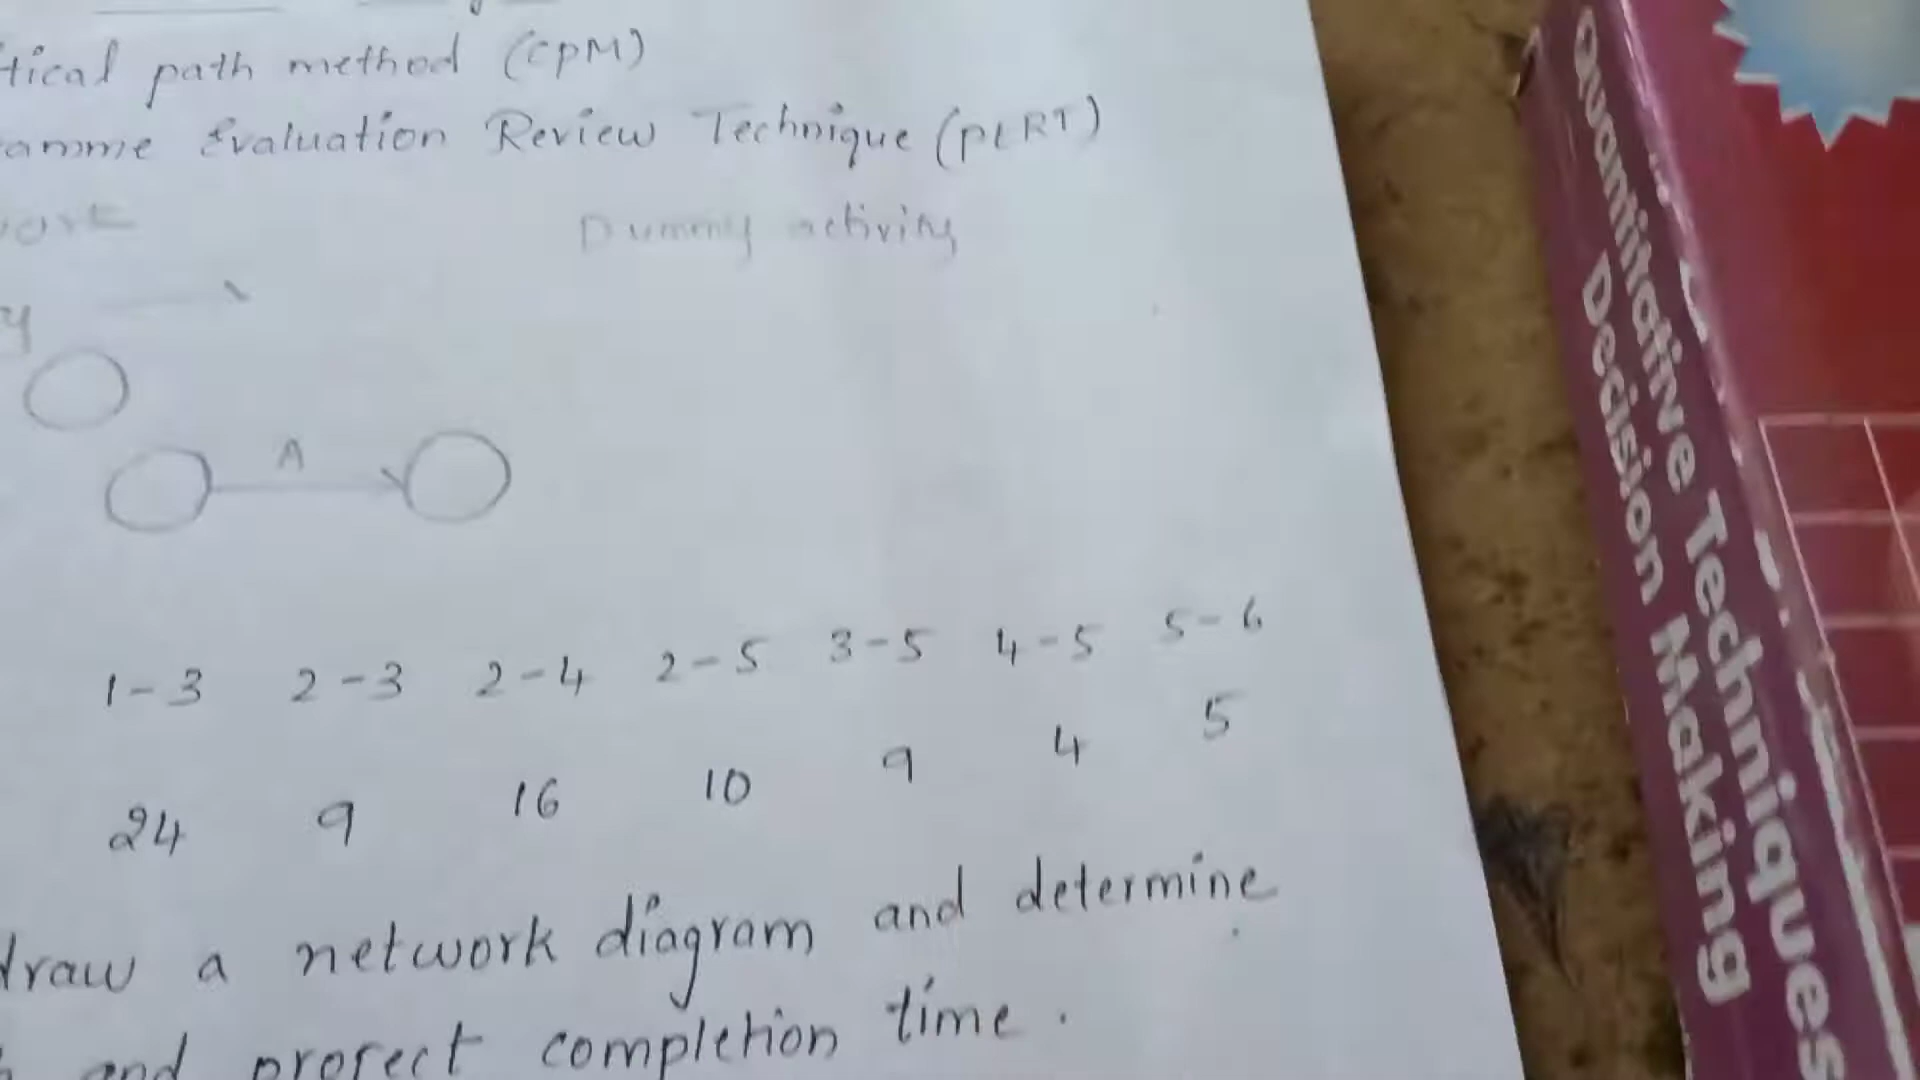 tical path method (CPM)
amme Evaluation Review Technique (PERT)
Dummy activity
y
A
1-3 2-3 2-4 2-5 3-5 4-5 5-6
24 9 16 10 9 4 5
draw a network diagram and determine
and project completion time.
Quantitative Techniques
Decision Making